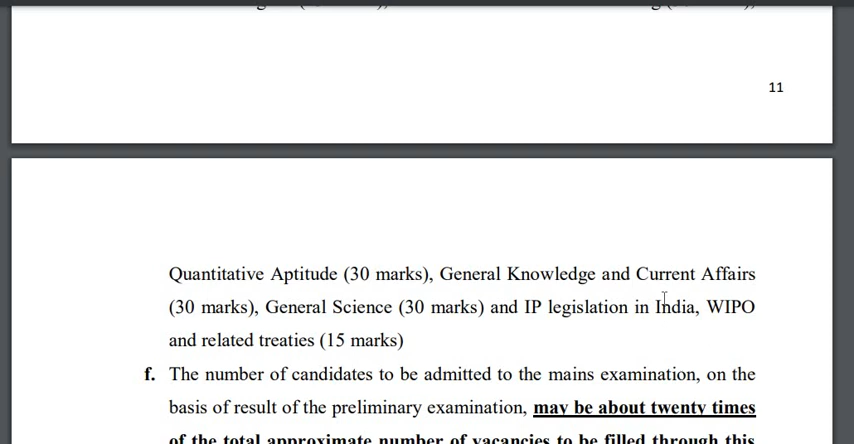 11
Quantitative Aptitude (30 marks), General Knowledge and Current Affairs
(30 marks), General Science (30 marks) and IP legislation in India, WIPO
and related treaties (15 marks)
f. The number of candidates to be admitted to the mains examination, on the
basis of result of the preliminary examination, may be about twenty times
of the total approximate number of vacancies to be filled through this